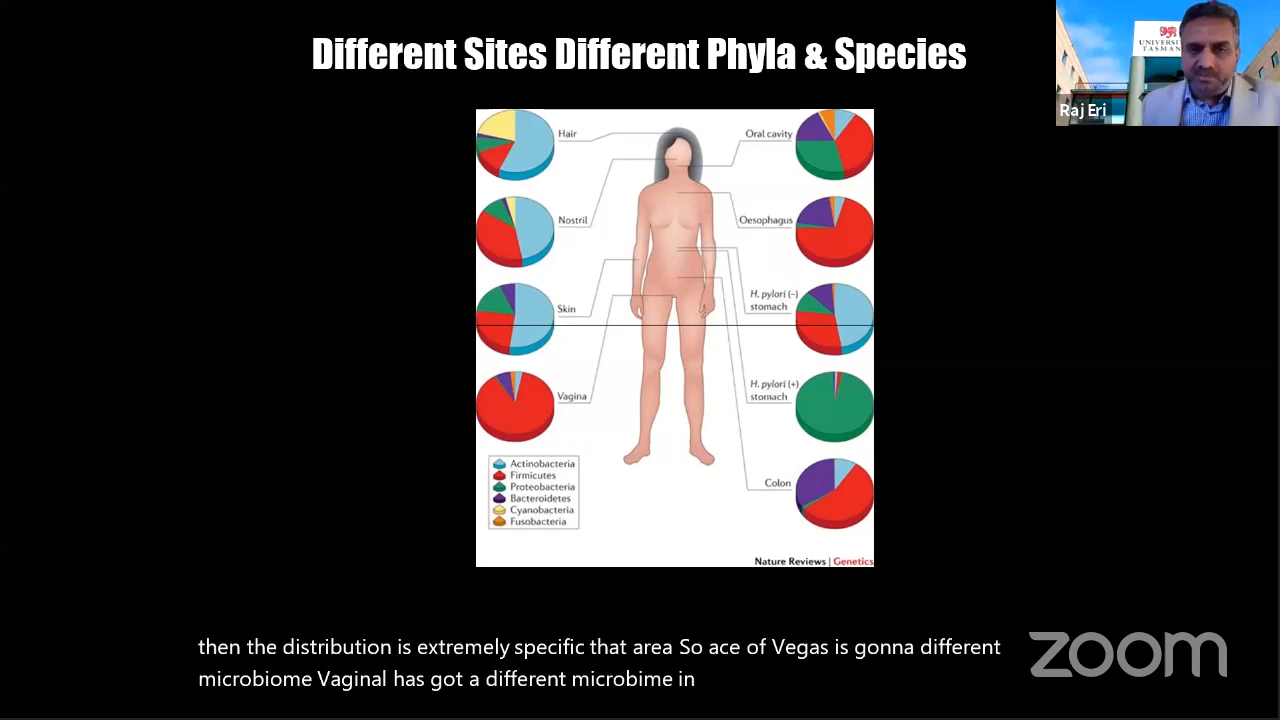 Different Sites Different Phyla & Species
UNIVERSIT
TASMAN
Raj Eri
Hair
Oral cavity
Nostril
Oesophagus
Skin
H. pylori (−)
stomach
Vagina
H. pylori (+)
stomach
Colon
Actinobacteria
Firmicutes
Proteobacteria
Bacteroidetes
Cyanobacteria
Fusobacteria
Nature Reviews | Genetics
then the distribution is extremely specific that area So ace of Vegas is gonna different
microbiome Vaginal has got a different microbime in
zoom